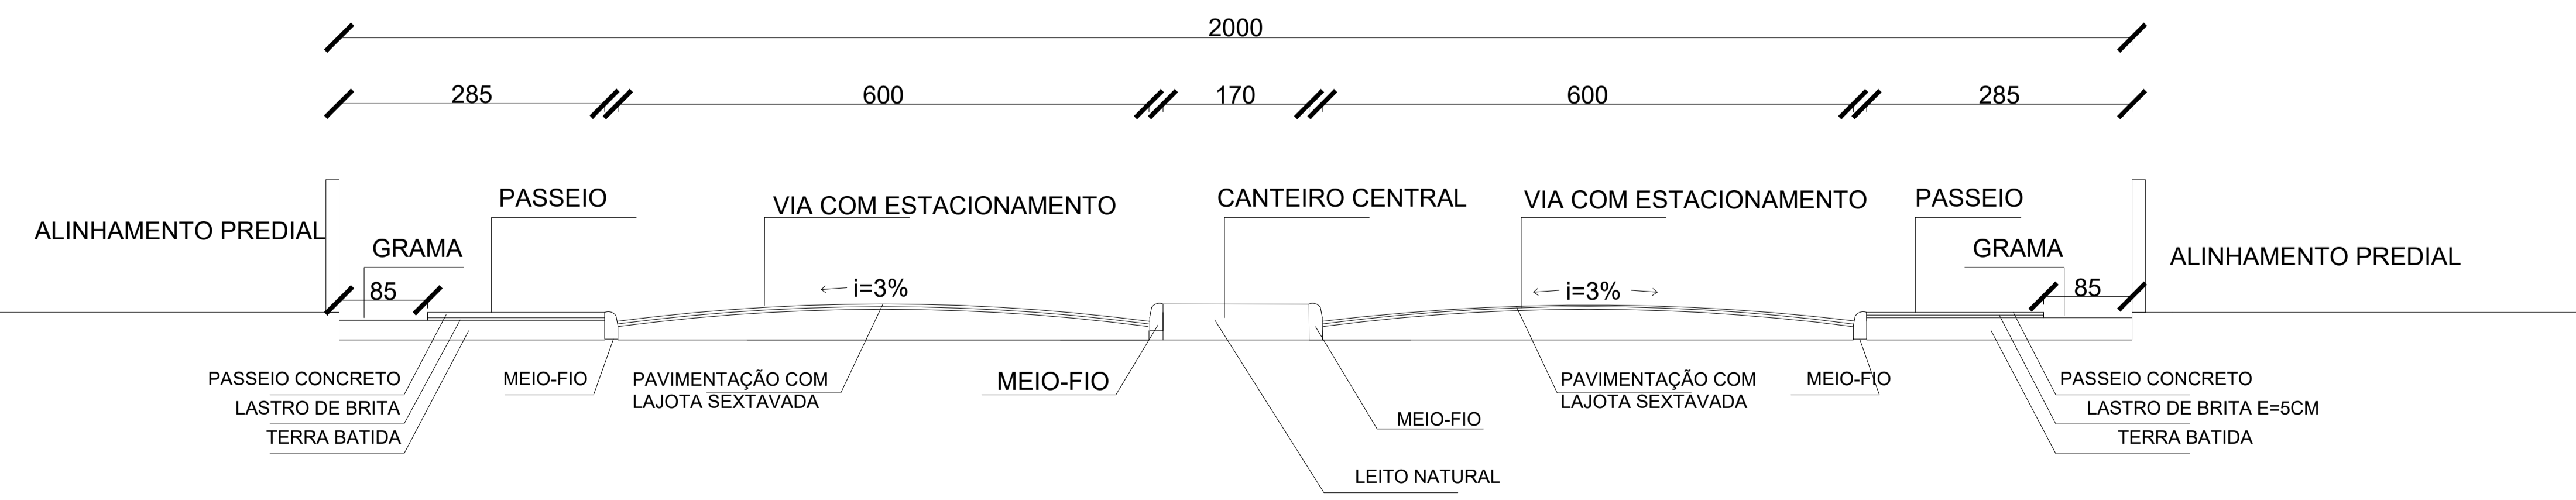 2000
285
600
170
600
285
PASSEIO
VIA COM ESTACIONAMENTO
CANTEIRO CENTRAL
VIA COM ESTACIONAMENTO
PASSEIO
ALINHAMENTO PREDIAL
GRAMA
GRAMA
ALINHAMENTO PREDIAL
85
i=3%
i=3%
85
PASSEIO CONCRETO
LASTRO DE BRITA
TERRA BATIDA
MEIO-FIO
PAVIMENTAÇÃO COM
LAJOTA SEXTAVADA
MEIO-FIO
MEIO-FIO
LEITO NATURAL
PAVIMENTAÇÃO COM
LAJOTA SEXTAVADA
MEIO-FIO
PASSEIO CONCRETO
LASTRO DE BRITA E=5CM
TERRA BATIDA